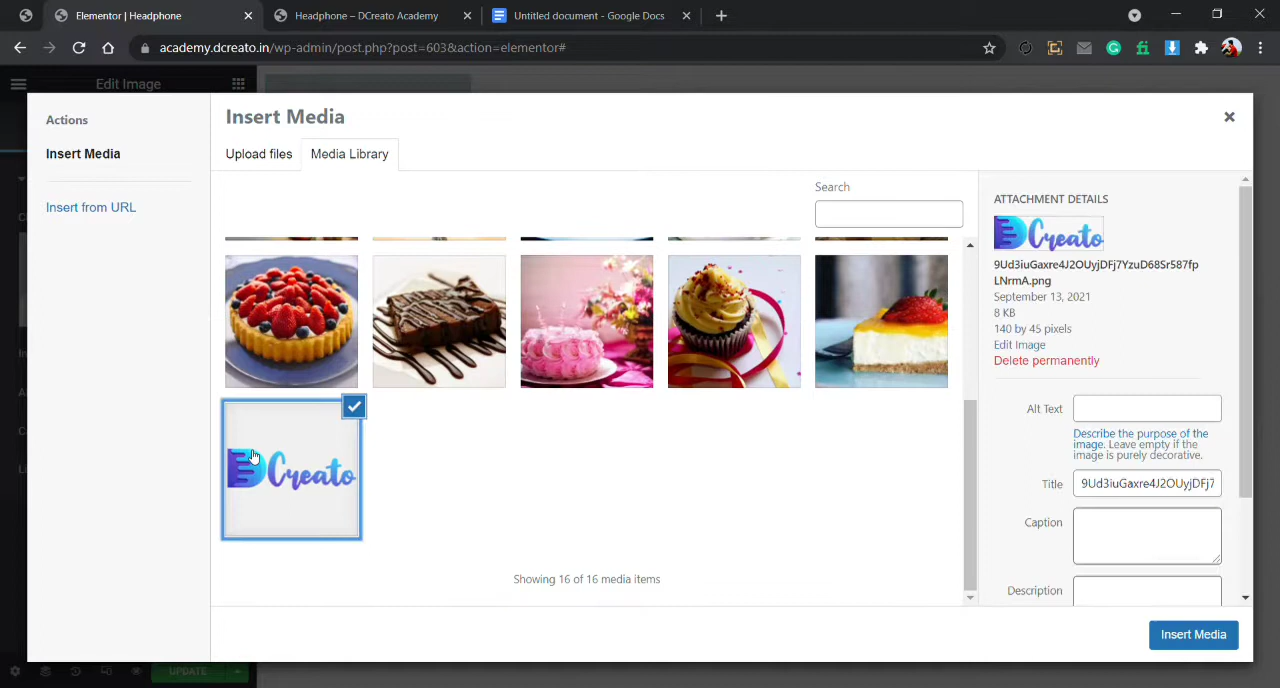 Elementor | Headphone
Headphone – DCreato Academy
Untitled document - Google Docs
academy.dcreato.in/wp-admin/post.php?post=603&action=elementor#
Edit Image
Actions
Insert Media
Insert from URL
Insert Media
Upload files
Media Library
Search
DCreato
Showing 16 of 16 media items
ATTACHMENT DETAILS
DCreato
9Ud3iuGaxre4J2OUyjDFj7YzuD68Sr587fp
LNrmA.png
September 13, 2021
8 KB
140 by 45 pixels
Edit Image
Delete permanently
Alt Text
Describe the purpose of the
image. Leave empty if the
image is purely decorative.
Title
9Ud3iuGaxre4J2OUyjDFj7
Caption
Description
Insert Media
UPDATE